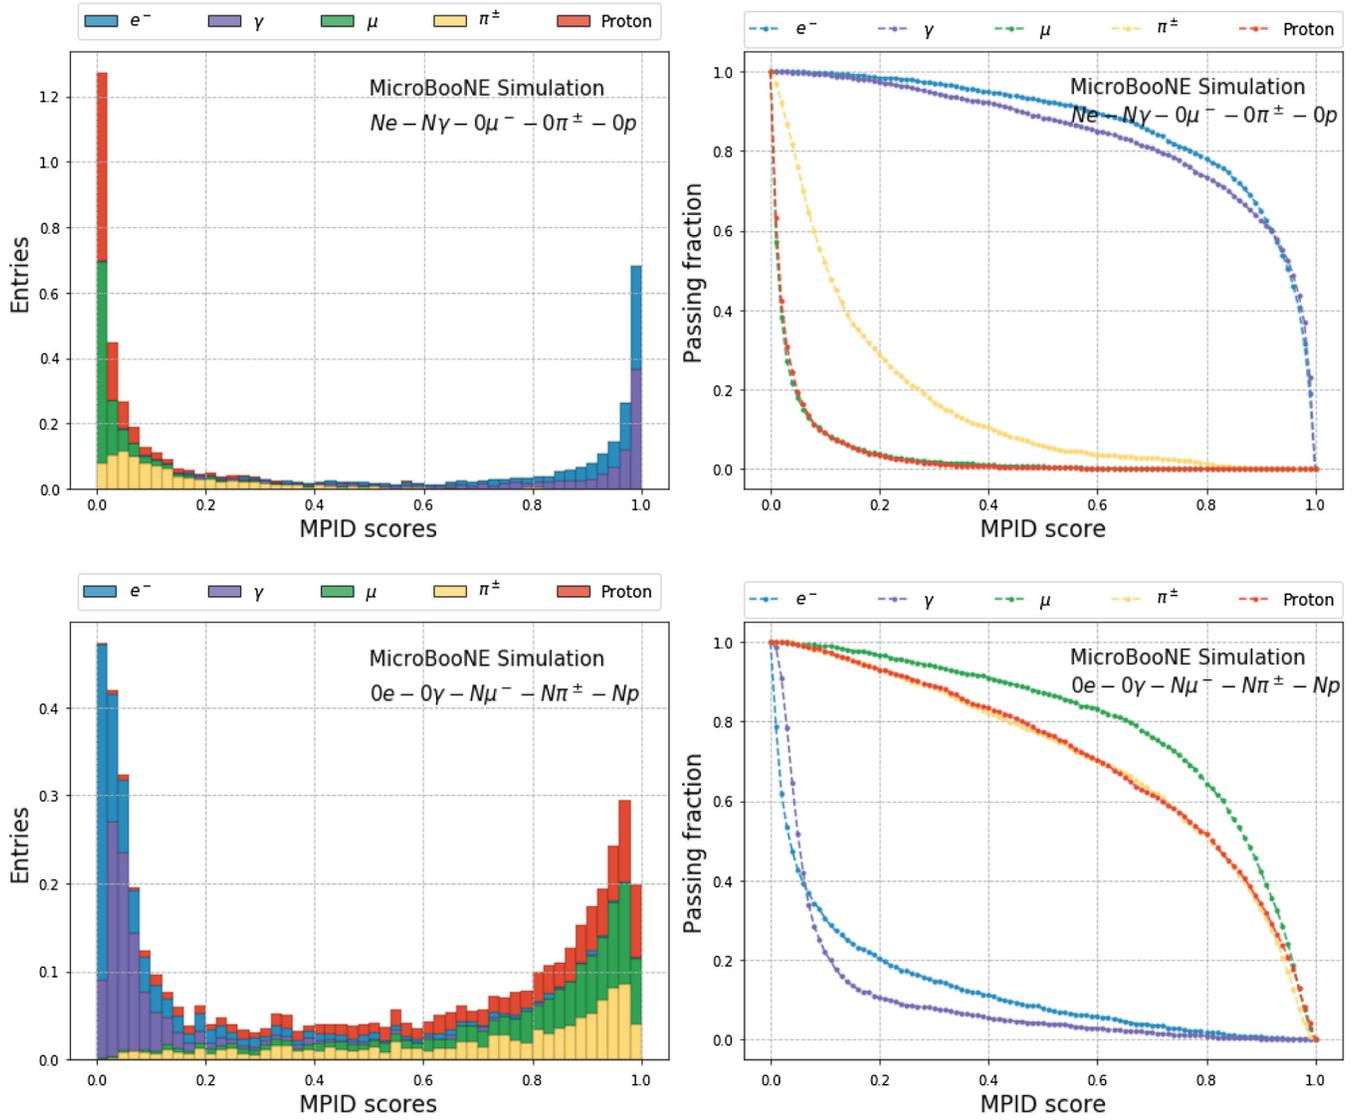 e⁻ γ μ π± Proton
MicroBooNE Simulation
Ne − Nγ − 0μ⁻ − 0π± − 0p
Entries
1.2
1.0
0.8
0.6
0.4
0.2
0.0
0.0 0.2 0.4 0.6 0.8 1.0
MPID scores
e⁻ γ μ π± Proton
MicroBooNE Simulation
Ne − Nγ − 0μ⁻ − 0π± − 0p
Passing fraction
1.0
0.8
0.6
0.4
0.2
0.0
0.0 0.2 0.4 0.6 0.8 1.0
MPID score
e⁻ γ μ π± Proton
MicroBooNE Simulation
0e − 0γ − Nμ⁻ − Nπ± − Np
Entries
0.4
0.3
0.2
0.1
0.0
0.0 0.2 0.4 0.6 0.8 1.0
MPID scores
e⁻ γ μ π± Proton
MicroBooNE Simulation
0e − 0γ − Nμ⁻ − Nπ± − Np
Passing fraction
1.0
0.8
0.6
0.4
0.2
0.0
0.0 0.2 0.4 0.6 0.8 1.0
MPID score